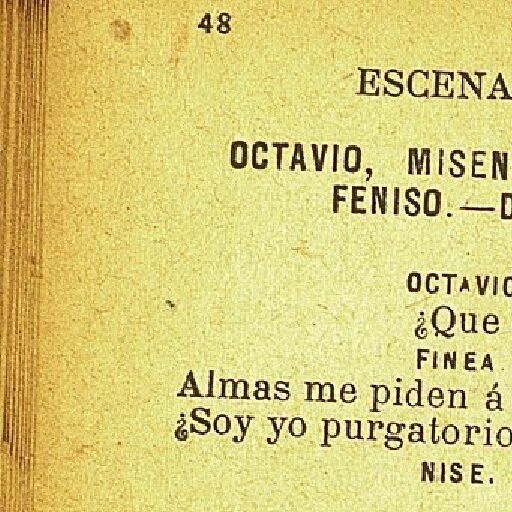 48
ESCENA
OCTAVIO, MISEN
FENISO.—D
OCTAVIO
¿Que
FINEA
Almas me piden á
¿Soy yo purgatorio
NISE.